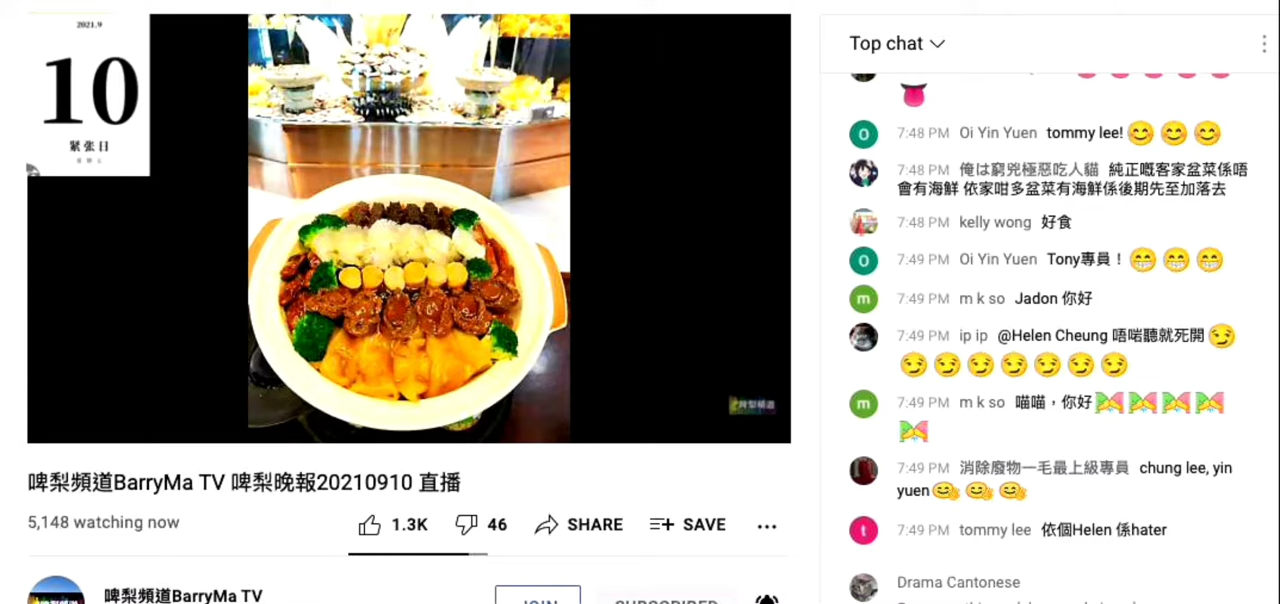 2021.9
10
緊张日
Top chat
7:48 PM Oi Yin Yuen tommy lee!
7:48 PM 俺は窮兇極惡吃人貓 純正嘅客家盆菜係唔
會有海鮮 依家咁多盆菜有海鮮係後期先至加落去
7:48 PM kelly wong 好食
7:49 PM Oi Yin Yuen Tony專員！
7:49 PM m k so Jadon 你好
7:49 PM ip ip @Helen Cheung 唔啱聽就死開
7:49 PM m k so 喵喵，你好
7:49 PM 消除廢物一毛最上級專員 chung lee, yin
yuen
7:49 PM tommy lee 依個Helen 係hater
Drama Cantonese
啤梨頻道
啤梨頻道BarryMa TV 啤梨晚報20210910 直播
5,148 watching now
1.3K 46 SHARE SAVE
啤梨頻道BarryMa TV
JOIN SUBSCRIBED